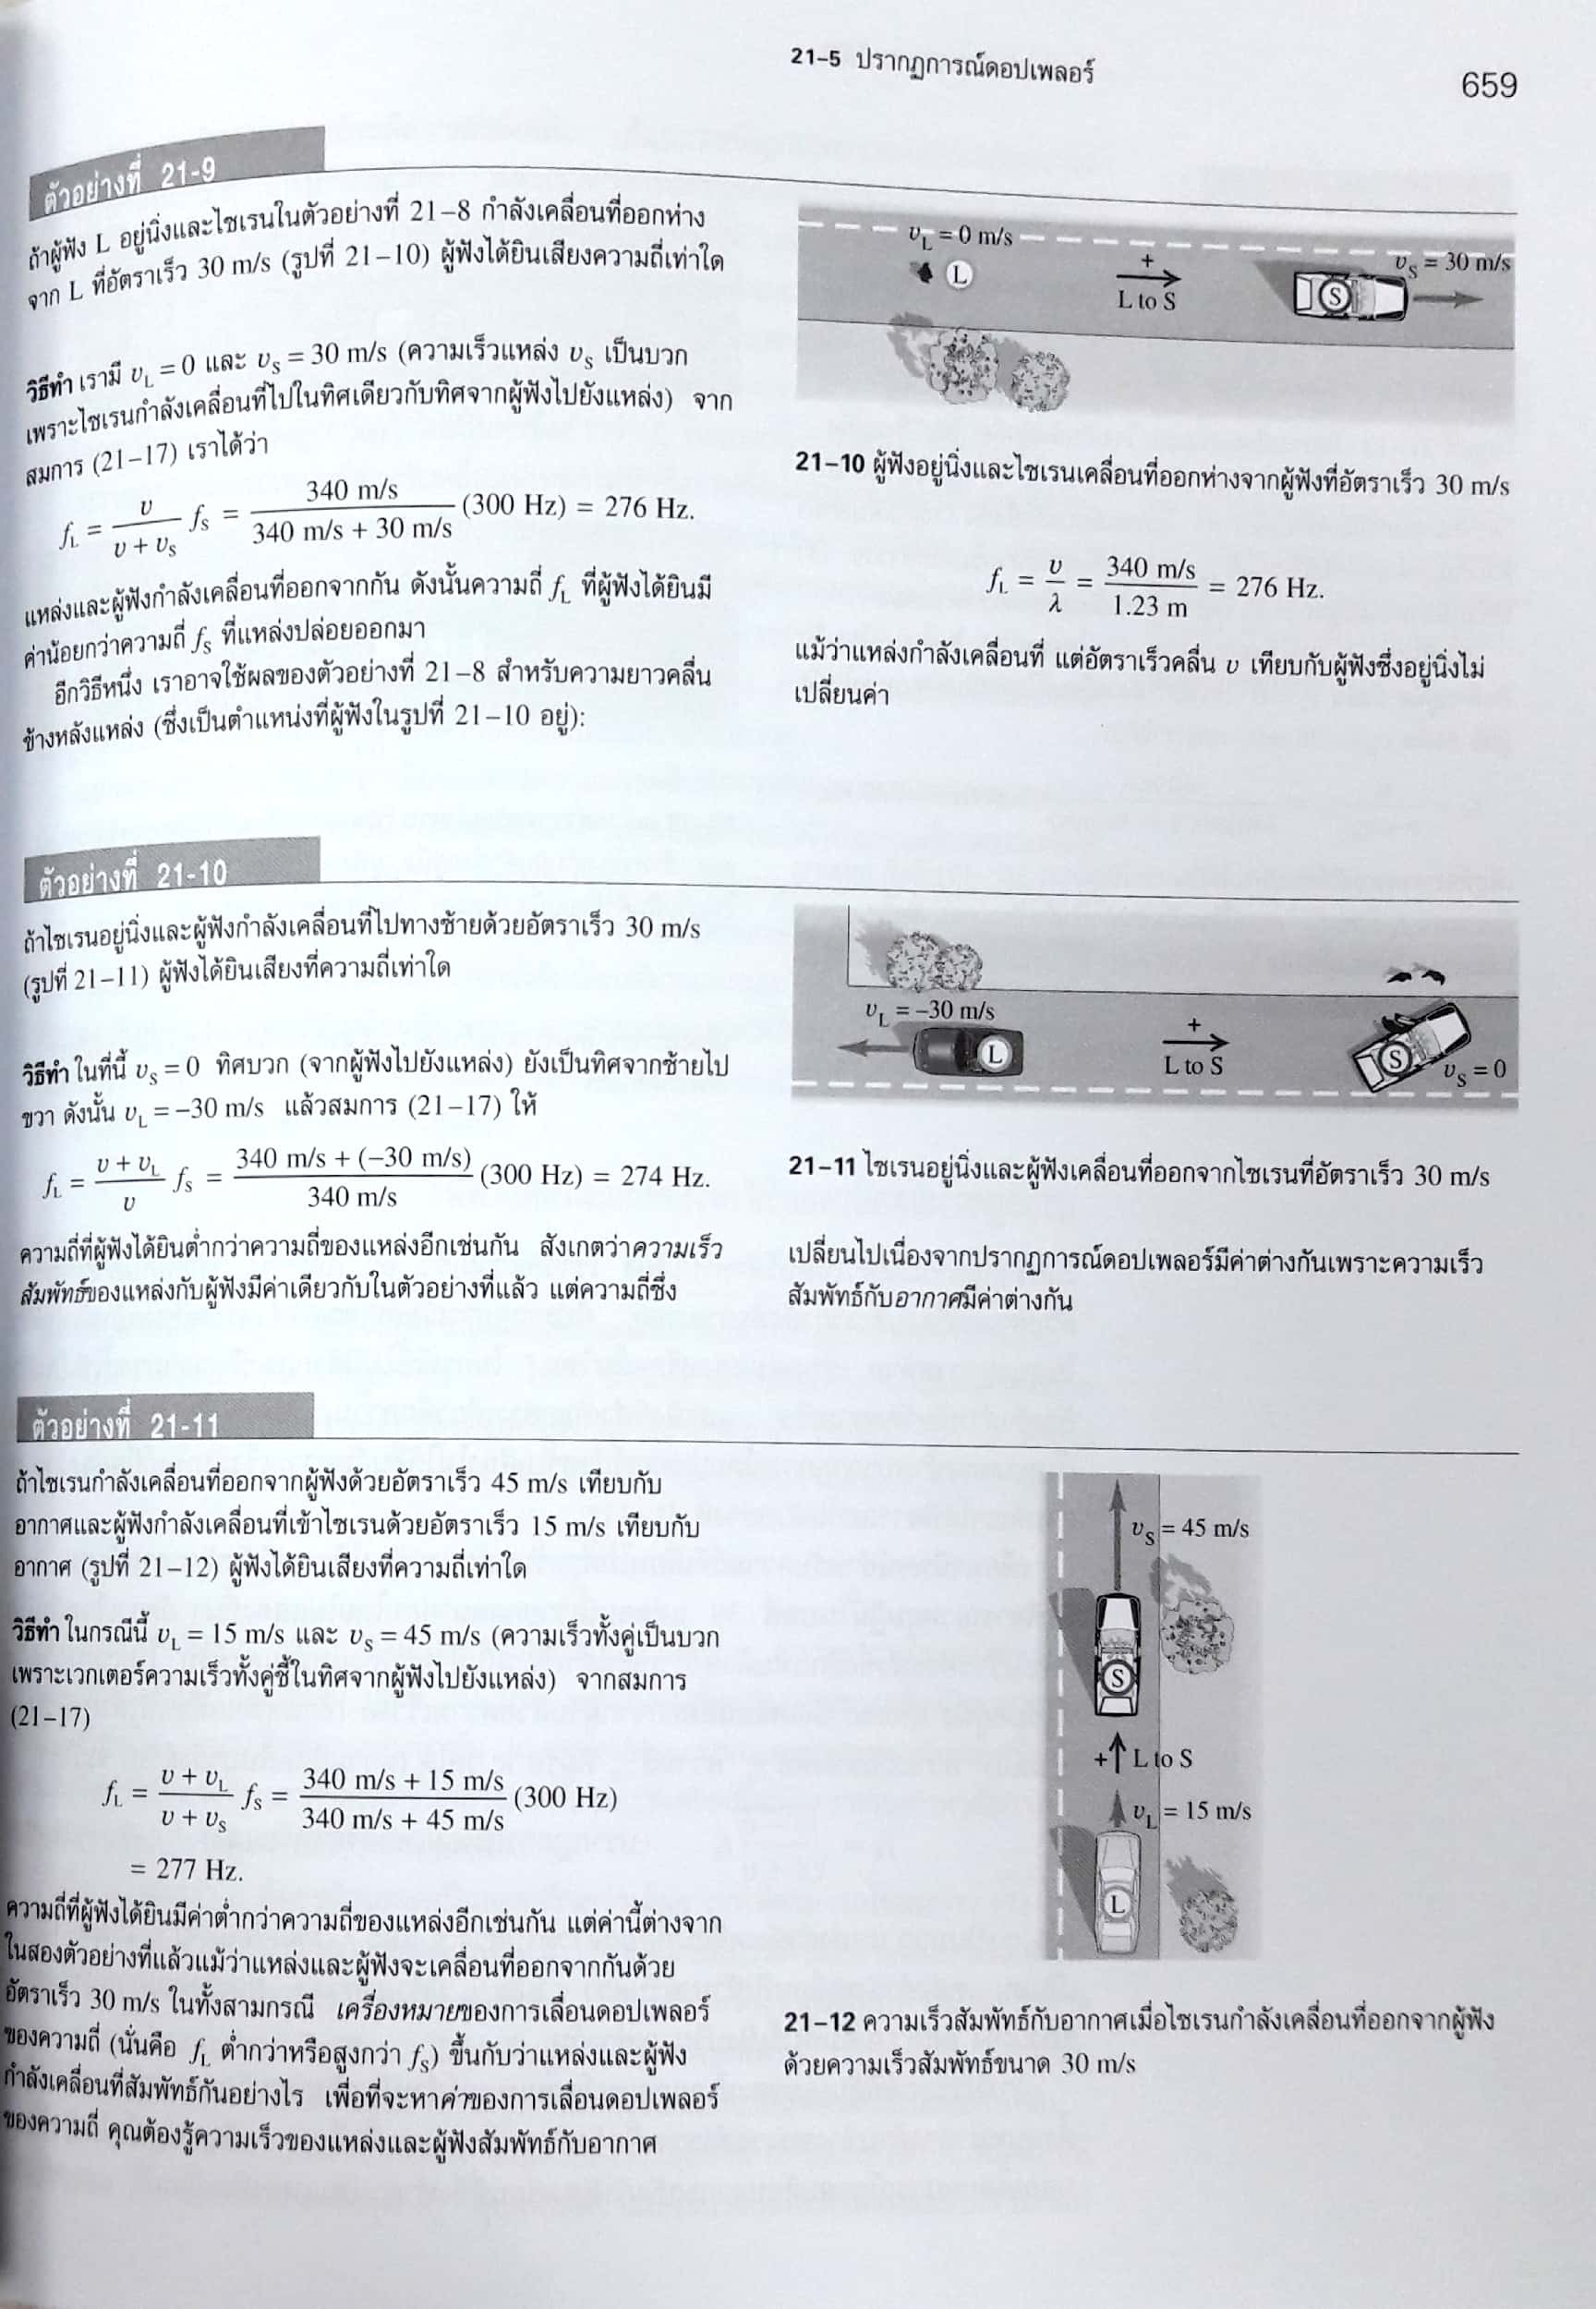 21–5 ปรากฏการณ์ดอปเพลอร์
659
ตัวอย่างที่ 21-9
ถ้าผู้ฟัง L อยู่นิ่งและไซเรนในตัวอย่างที่ 21–8 กำลังเคลื่อนที่ออกห่าง
จาก L ที่อัตราเร็ว 30 m/s (รูปที่ 21–10) ผู้ฟังได้ยินเสียงความถี่เท่าใด
วิธีทำ เรามี υL = 0 และ υS = 30 m/s (ความเร็วแหล่ง υS เป็นบวก
เพราะไซเรนกำลังเคลื่อนที่ไปในทิศเดียวกับทิศจากผู้ฟังไปยังแหล่ง) จาก
สมการ (21–17) เราได้ว่า
fL = υ / (υ + υS) fS = 340 m/s / (340 m/s + 30 m/s) (300 Hz) = 276 Hz.
แหล่งและผู้ฟังกำลังเคลื่อนที่ออกจากกัน ดังนั้นความถี่ fL ที่ผู้ฟังได้ยินมี
ค่าน้อยกว่าความถี่ fS ที่แหล่งปล่อยออกมา
อีกวิธีหนึ่ง เราอาจใช้ผลของตัวอย่างที่ 21–8 สำหรับความยาวคลื่น
ข้างหลังแหล่ง (ซึ่งเป็นตำแหน่งที่ผู้ฟังในรูปที่ 21–10 อยู่):
υL = 0 m/s
L
+
L to S
S
υS = 30 m/s
21–10 ผู้ฟังอยู่นิ่งและไซเรนเคลื่อนที่ออกห่างจากผู้ฟังที่อัตราเร็ว 30 m/s
fL = υ / λ = 340 m/s / 1.23 m = 276 Hz.
แม้ว่าแหล่งกำลังเคลื่อนที่ แต่อัตราเร็วคลื่น υ เทียบกับผู้ฟังซึ่งอยู่นิ่งไม่
เปลี่ยนค่า
ตัวอย่างที่ 21-10
ถ้าไซเรนอยู่นิ่งและผู้ฟังกำลังเคลื่อนที่ไปทางซ้ายด้วยอัตราเร็ว 30 m/s
(รูปที่ 21–11) ผู้ฟังได้ยินเสียงที่ความถี่เท่าใด
วิธีทำ ในที่นี้ υS = 0 ทิศบวก (จากผู้ฟังไปยังแหล่ง) ยังเป็นทิศจากซ้ายไป
ขวา ดังนั้น υL = –30 m/s แล้วสมการ (21–17) ให้
fL = (υ + υL) / υ fS = 340 m/s + (–30 m/s) / 340 m/s (300 Hz) = 274 Hz.
ความถี่ที่ผู้ฟังได้ยินต่ำกว่าความถี่ของแหล่งอีกเช่นกัน สังเกตว่าความเร็ว
สัมพัทธ์ของแหล่งกับผู้ฟังมีค่าเดียวกับในตัวอย่างที่แล้ว แต่ความถี่ซึ่ง
υL = –30 m/s
L
+
L to S
S
υS = 0
21–11 ไซเรนอยู่นิ่งและผู้ฟังเคลื่อนที่ออกจากไซเรนที่อัตราเร็ว 30 m/s
เปลี่ยนไปเนื่องจากปรากฏการณ์ดอปเพลอร์มีค่าต่างกันเพราะความเร็ว
สัมพัทธ์กับอากาศมีค่าต่างกัน
ตัวอย่างที่ 21-11
ถ้าไซเรนกำลังเคลื่อนที่ออกจากผู้ฟังด้วยอัตราเร็ว 45 m/s เทียบกับ
อากาศและผู้ฟังกำลังเคลื่อนที่เข้าไซเรนด้วยอัตราเร็ว 15 m/s เทียบกับ
อากาศ (รูปที่ 21–12) ผู้ฟังได้ยินเสียงที่ความถี่เท่าใด
วิธีทำ ในกรณีนี้ υL = 15 m/s และ υS = 45 m/s (ความเร็วทั้งคู่เป็นบวก
เพราะเวกเตอร์ความเร็วทั้งคู่ชี้ในทิศจากผู้ฟังไปยังแหล่ง) จากสมการ
(21–17)
fL = (υ + υL) / (υ + υS) fS = (340 m/s + 15 m/s) / (340 m/s + 45 m/s) (300 Hz)
= 277 Hz.
ความถี่ที่ผู้ฟังได้ยินมีค่าต่ำกว่าความถี่ของแหล่งอีกเช่นกัน แต่ค่านี้ต่างจาก
ในสองตัวอย่างที่แล้วแม้ว่าแหล่งและผู้ฟังจะเคลื่อนที่ออกจากกันด้วย
อัตราเร็ว 30 m/s ในทั้งสามกรณี เครื่องหมายของการเลื่อนดอปเพลอร์
ของความถี่ (นั่นคือ fL ต่ำกว่าหรือสูงกว่า fS) ขึ้นกับว่าแหล่งและผู้ฟัง
กำลังเคลื่อนที่สัมพัทธ์กันอย่างไร เพื่อที่จะหาค่าของการเลื่อนดอปเพลอร์
ของความถี่ คุณต้องรู้ความเร็วของแหล่งและผู้ฟังสัมพัทธ์กับอากาศ
υS = 45 m/s
S
+ L to S
υL = 15 m/s
L
21–12 ความเร็วสัมพัทธ์กับอากาศเมื่อไซเรนกำลังเคลื่อนที่ออกจากผู้ฟัง
ด้วยความเร็วสัมพัทธ์ขนาด 30 m/s